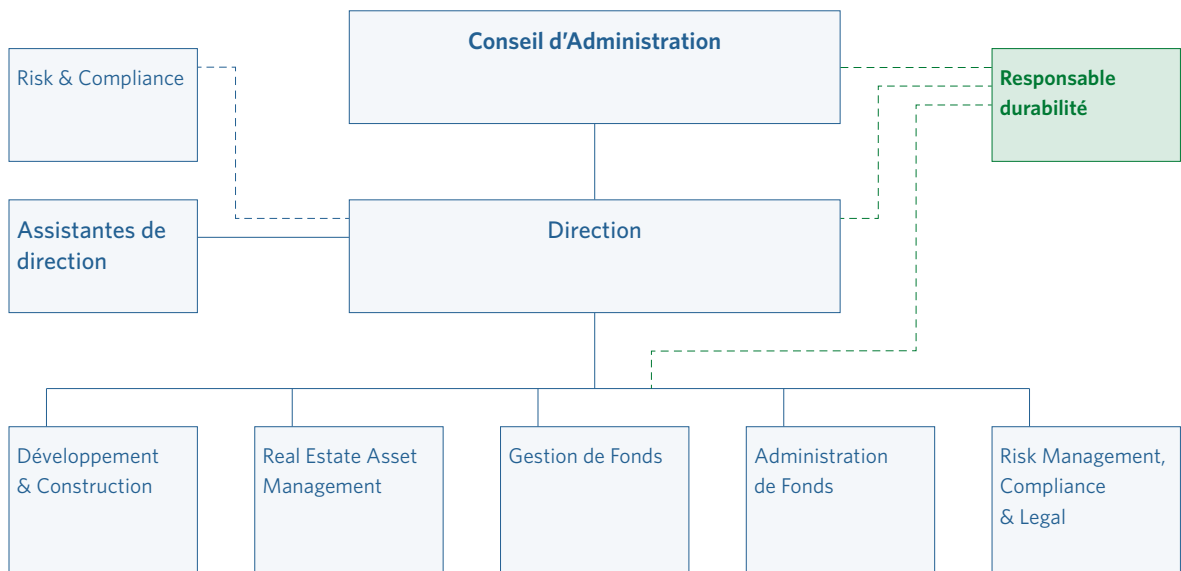 Conseil d'Administration
Risk & Compliance
Responsable
durabilité
Assistantes de
direction
Direction
Développement
& Construction
Real Estate Asset
Management
Gestion de Fonds
Administration
de Fonds
Risk Management,
Compliance
& Legal